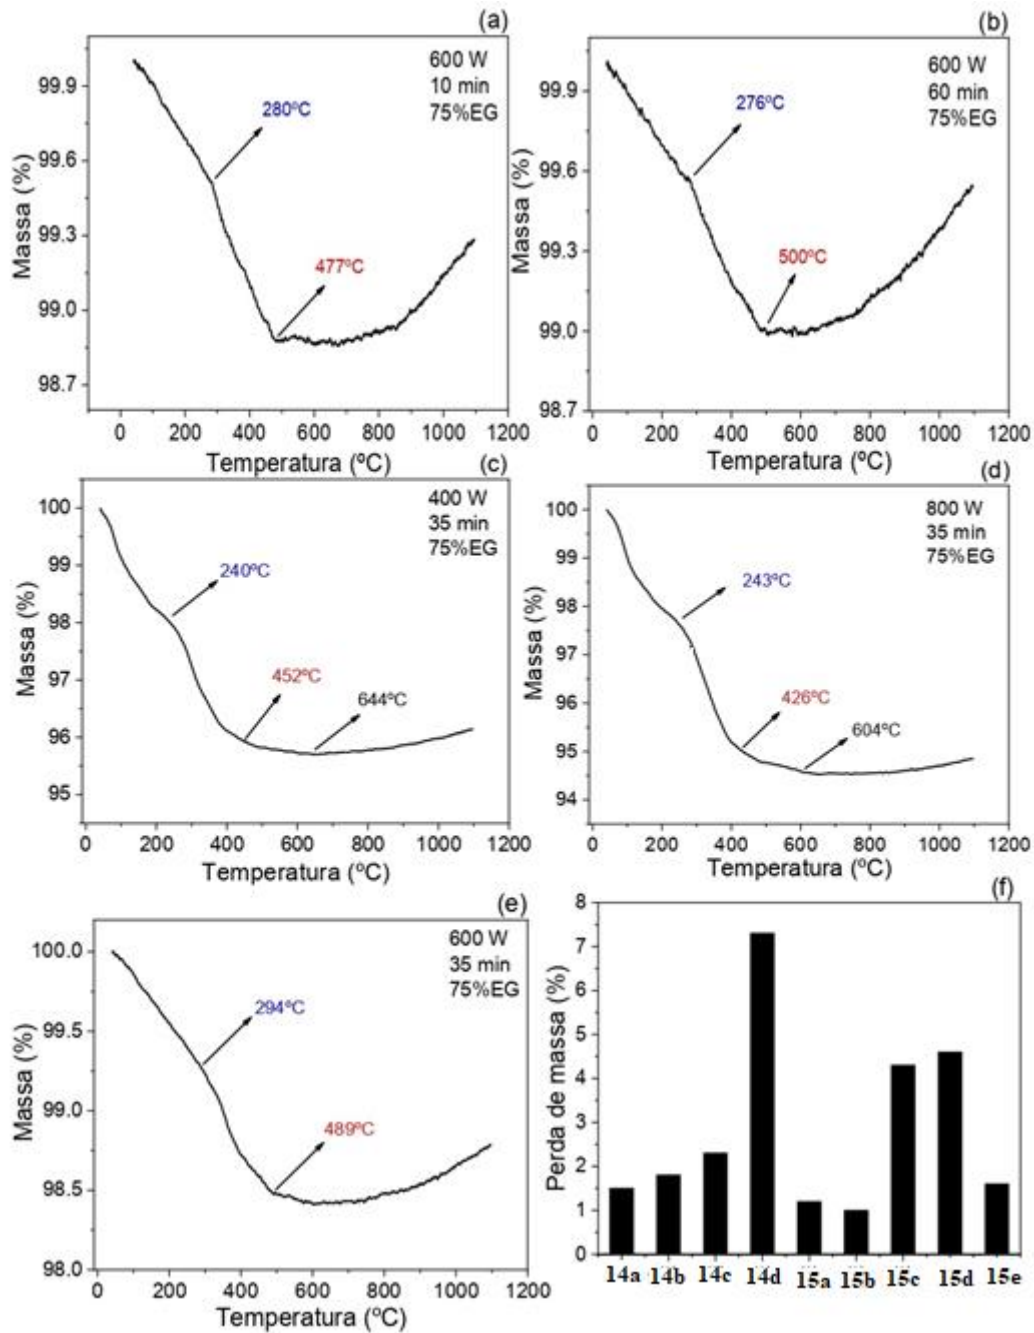 (a)
600 W
10 min
75%EG
280ºC
477ºC
99.9
99.6
99.3
99.0
98.7
Massa (%)
0 200 400 600 800 1000 1200
Temperatura (ºC)
(b)
600 W
60 min
75%EG
276ºC
500ºC
99.9
99.6
99.3
99.0
98.7
Massa (%)
0 200 400 600 800 1000 1200
Temperatura (ºC)
(c)
400 W
35 min
75%EG
240ºC
452ºC
644ºC
100
99
98
97
96
95
Massa (%)
0 200 400 600 800 1000 1200
Temperatura (ºC)
(d)
800 W
35 min
75%EG
243ºC
426ºC
604ºC
100
99
98
97
96
95
94
Massa (%)
0 200 400 600 800 1000 1200
Temperatura (ºC)
(e)
600 W
35 min
75%EG
294ºC
489ºC
100.0
99.5
99.0
98.5
98.0
Massa (%)
0 200 400 600 800 1000 1200
Temperatura (ºC)
(f)
8
7
6
5
4
3
2
1
0
Perda de massa (%)
14a 14b 14c 14d 15a 15b 15c 15d 15e